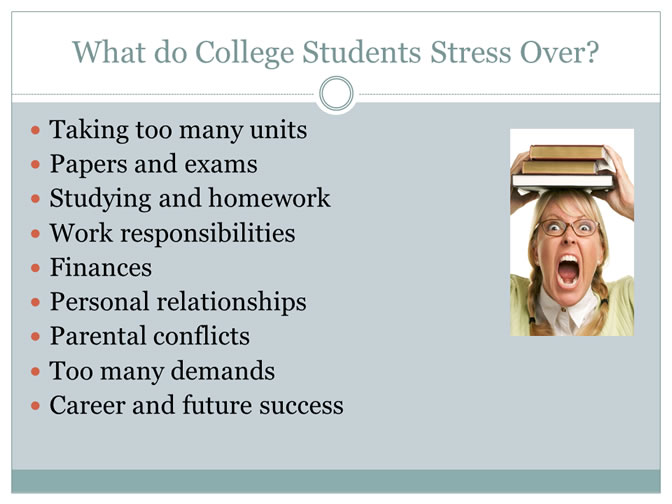 What do College Students Stress Over?
Taking too many units
Papers and exams
Studying and homework
Work responsibilities
Finances
Personal relationships
Parental conflicts
Too many demands
Career and future success